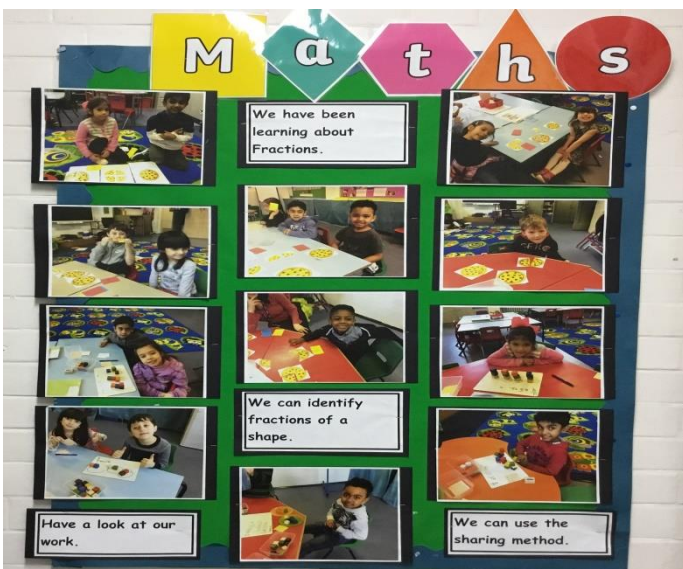 Maths
We have been
learning about
Fractions.
We can identify
fractions of a
shape.
Have a look at our
work.
We can use the
sharing method.